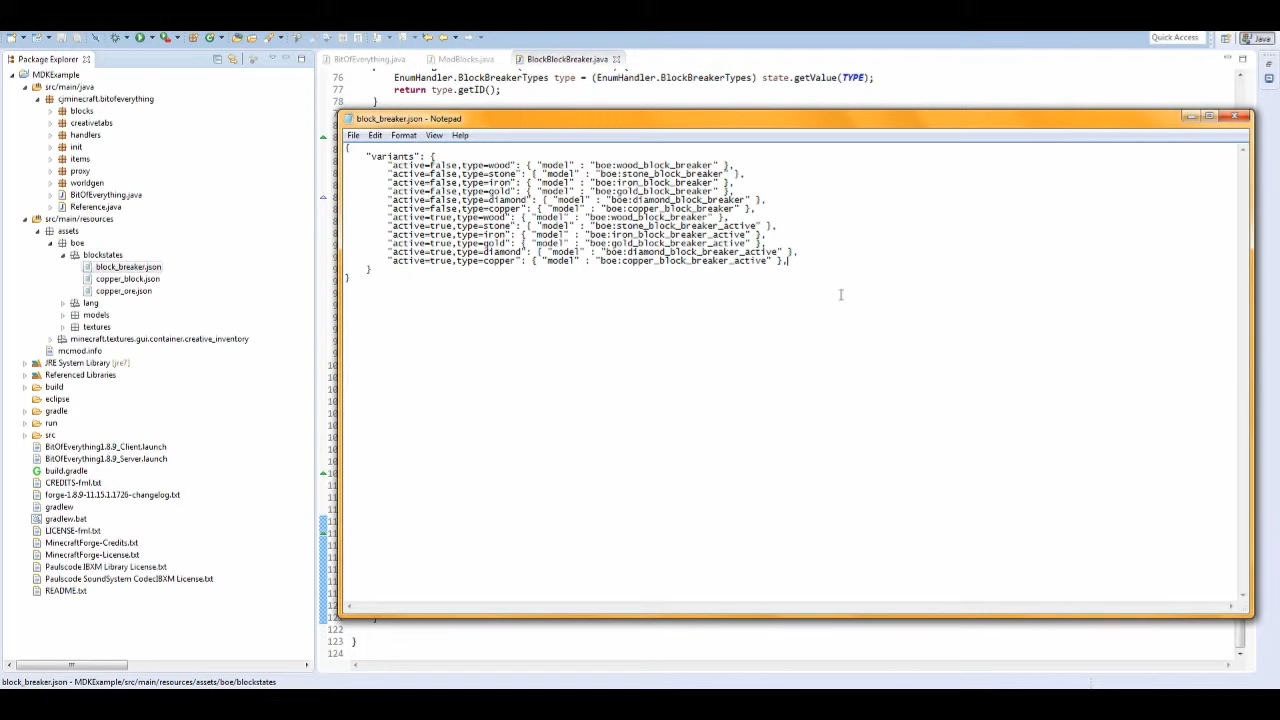 Quick Access
Java
Package Explorer
BitOfEverything.java
ModBlocks.java
BlockBlockBreaker.java
MDKExample
src/main/java
cjminecraft.bitofeverything
blocks
creativetabs
handlers
init
items
proxy
worldgen
BitOfEverything.java
Reference.java
src/main/resources
assets
boe
blockstates
block_breaker.json
copper_block.json
copper_ore.json
lang
models
textures
minecraft.textures.gui.container.creative_inventory
mcmod.info
JRE System Library [jre7]
Referenced Libraries
build
eclipse
gradle
run
src
BitOfEverything1.8.9_Client.launch
BitOfEverything1.8.9_Server.launch
build.gradle
CREDITS-fml.txt
forge-1.8.9-11.15.1.1726-changelog.txt
gradlew
gradlew.bat
LICENSE-fml.txt
MinecraftForge-Credits.txt
MinecraftForge-License.txt
Paulscode IBXM Library License.txt
Paulscode SoundSystem CodecIBXM License.txt
README.txt
76 EnumHandler.BlockBreakerTypes type = (EnumHandler.BlockBreakerTypes) state.getValue(TYPE);
77 return type.getID();
78 }
block_breaker.json - Notepad
File Edit Format View Help
{
"variants": {
"active=false,type=wood": { "model" : "boe:wood_block_breaker" },
"active=false,type=stone": { "model" : "boe:stone_block_breaker" },
"active=false,type=iron": { "model" : "boe:iron_block_breaker" },
"active=false,type=gold": { "model" : "boe:gold_block_breaker" },
"active=false,type=diamond": { "model" : "boe:diamond_block_breaker" },
"active=false,type=copper": { "model" : "boe:copper_block_breaker" },
"active=true,type=wood": { "model" : "boe:wood_block_breaker" },
"active=true,type=stone": { "model" : "boe:stone_block_breaker_active" },
"active=true,type=iron": { "model" : "boe:iron_block_breaker_active" },
"active=true,type=gold": { "model" : "boe:gold_block_breaker_active" },
"active=true,type=diamond": { "model" : "boe:diamond_block_breaker_active" },
"active=true,type=copper": { "model" : "boe:copper_block_breaker_active" },
}
}
122
123 }
124
block_breaker.json - MDKExample/src/main/resources/assets/boe/blockstates